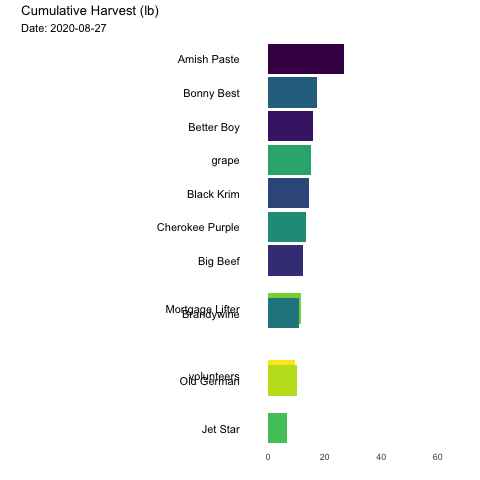 Cumulative Harvest (lb)
Date: 2020-08-27
Amish Paste
Bonny Best
Better Boy
grape
Black Krim
Cherokee Purple
Big Beef
Mortgage Lifter
Brandywine
volunteers
Old German
Jet Star
0 20 40 60